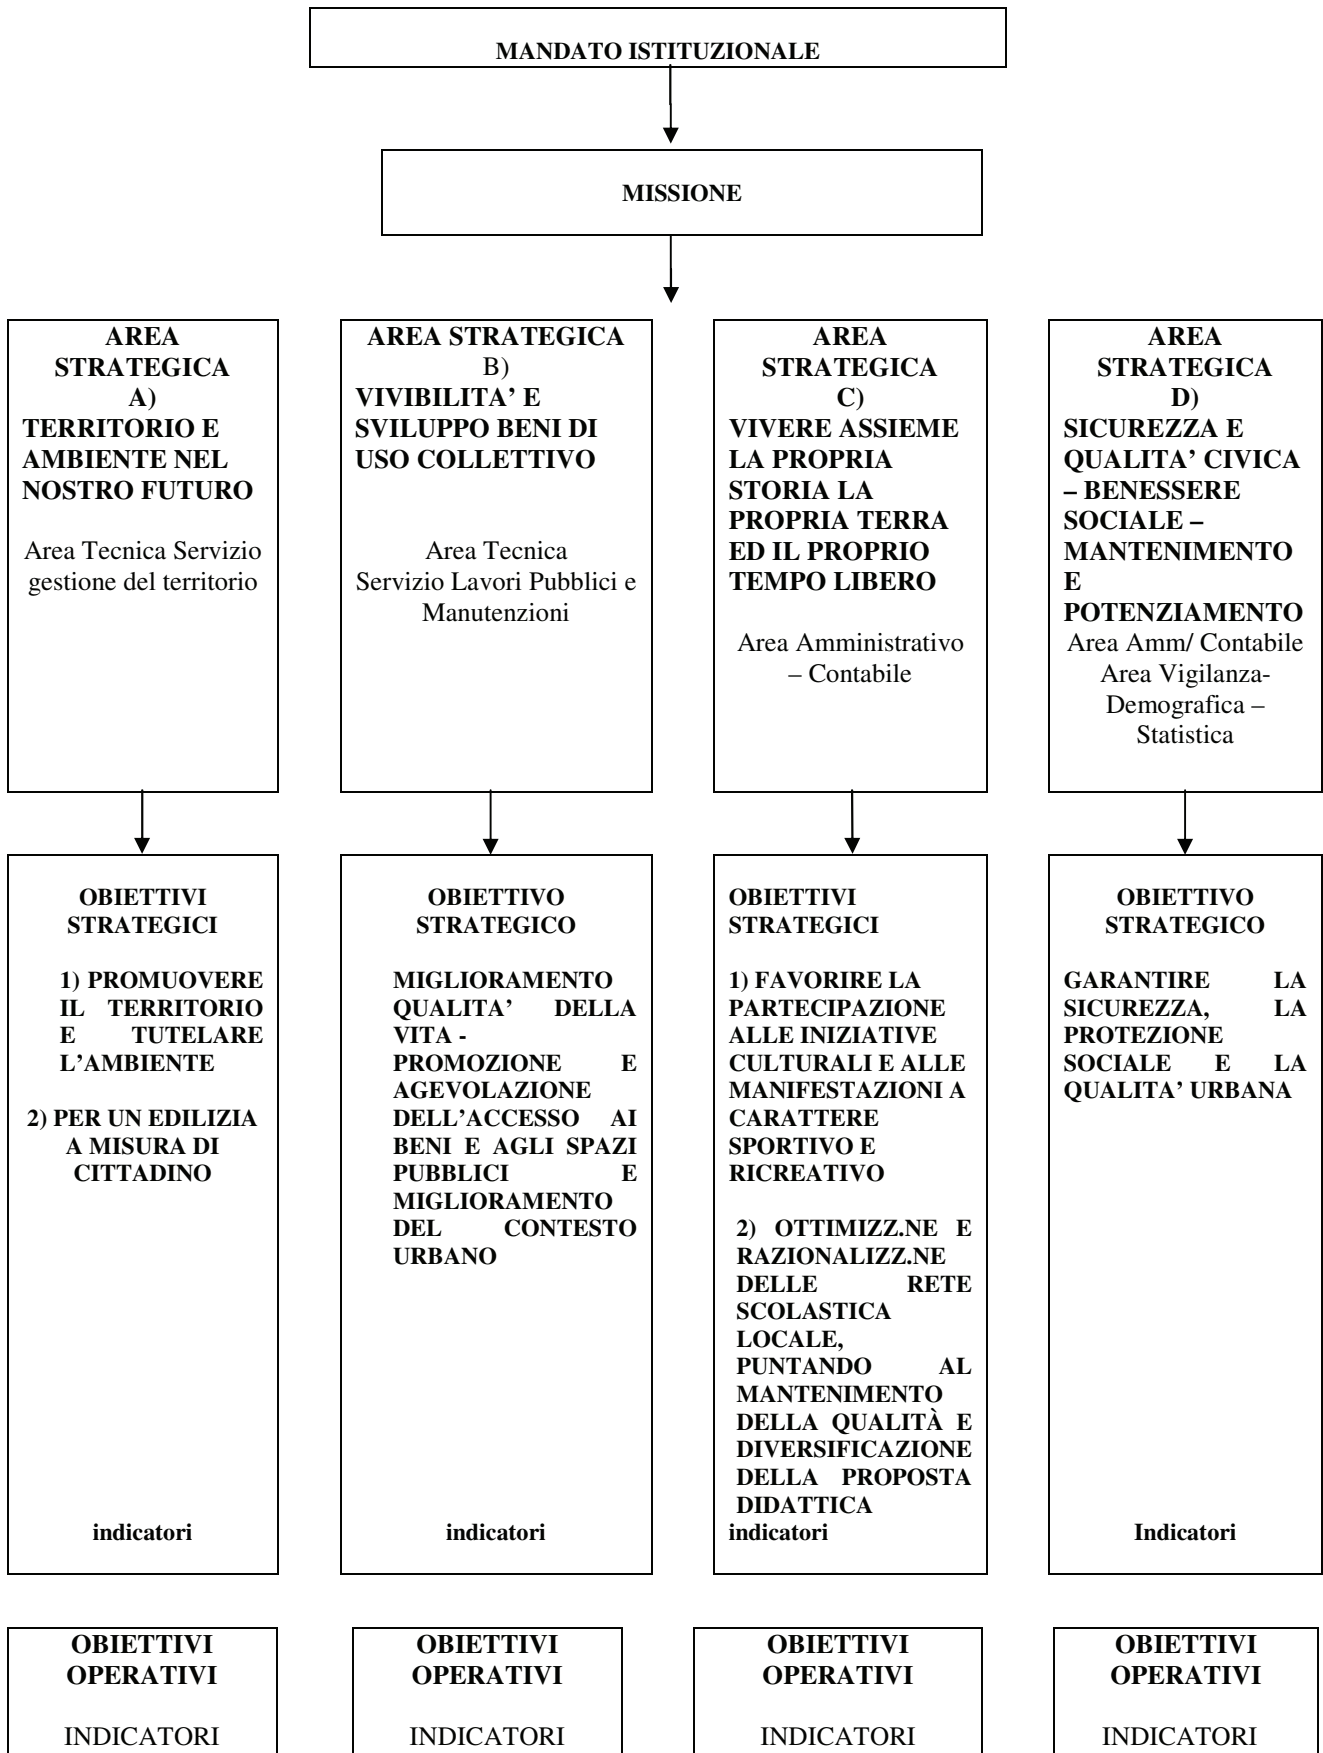 MANDATO ISTITUZIONALE
MISSIONE
AREA
STRATEGICA
A)
TERRITORIO E
AMBIENTE NEL
NOSTRO FUTURO
Area Tecnica Servizio
gestione del territorio
AREA STRATEGICA
B)
VIVIBILITA’ E
SVILUPPO BENI DI
USO COLLETTIVO
Area Tecnica
Servizio Lavori Pubblici e
Manutenzioni
AREA
STRATEGICA
C)
VIVERE ASSIEME
LA PROPRIA
STORIA LA
PROPRIA TERRA
ED IL PROPRIO
TEMPO LIBERO
Area Amministrativo
– Contabile
AREA
STRATEGICA
D)
SICUREZZA E
QUALITA’ CIVICA
– BENESSERE
SOCIALE –
MANTENIMENTO
E
POTENZIAMENTO
Area Amm/ Contabile
Area Vigilanza-
Demografica –
Statistica
OBIETTIVI
STRATEGICI
1) PROMUOVERE
IL TERRITORIO
E TUTELARE
L’AMBIENTE
2) PER UN EDILIZIA
A MISURA DI
CITTADINO
indicatori
OBIETTIVO
STRATEGICO
MIGLIORAMENTO
QUALITA’ DELLA
VITA -
PROMOZIONE E
AGEVOLAZIONE
DELL’ACCESSO AI
BENI E AGLI SPAZI
PUBBLICI E
MIGLIORAMENTO
DEL CONTESTO
URBANO
indicatori
OBIETTIVI
STRATEGICI
1) FAVORIRE LA
PARTECIPAZIONE
ALLE INIZIATIVE
CULTURALI E ALLE
MANIFESTAZIONI A
CARATTERE
SPORTIVO E
RICREATIVO
2) OTTIMIZZ.NE E
RAZIONALIZZ.NE
DELLE RETE
SCOLASTICA
LOCALE,
PUNTANDO AL
MANTENIMENTO
DELLA QUALITÀ E
DIVERSIFICAZIONE
DELLA PROPOSTA
DIDATTICA
indicatori
OBIETTIVO
STRATEGICO
GARANTIRE LA
SICUREZZA, LA
PROTEZIONE
SOCIALE E LA
QUALITA’ URBANA
Indicatori
OBIETTIVI
OPERATIVI
INDICATORI
OBIETTIVI
OPERATIVI
INDICATORI
OBIETTIVI
OPERATIVI
INDICATORI
OBIETTIVI
OPERATIVI
INDICATORI